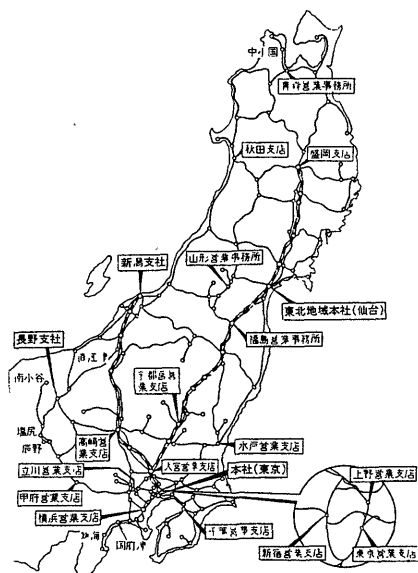 中小国
青森営業事務所
秋田支店
盛岡支店
新潟支社
山形営業事務所
東北地域本社(仙台)
福島営業事務所
長野支社
直江津
南小谷
宇都宮営
業支店
塩尻
辰野
高崎営
業支店
水戸営業支店
立川営業支店
大宮営業支店
本社(東京)
上野営業支店
甲府営業支店
横浜営業支店
千葉営業支店
熱海
国府津
新宿営業支店
東京営業支店